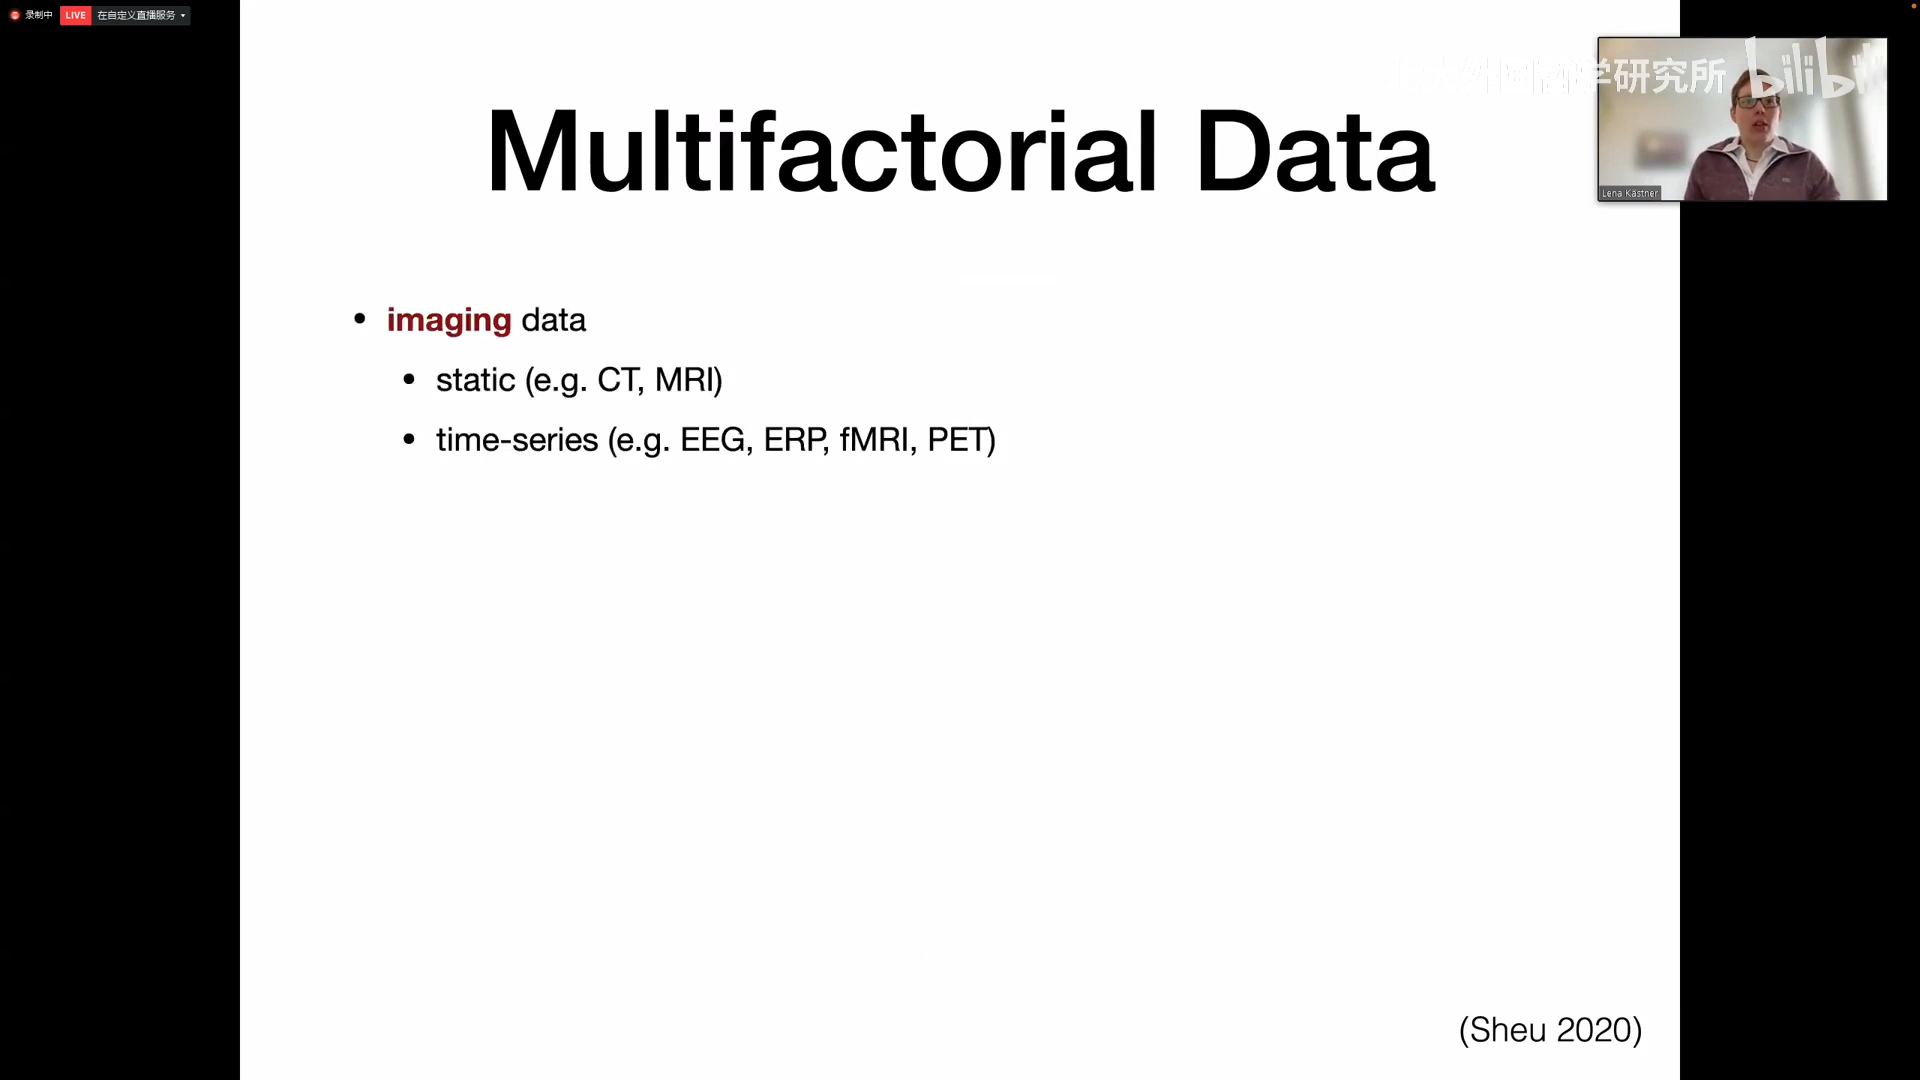 录制中 LIVE 在自定义直播服务
学研究所 bilibili
Multifactorial Data
Lena Kästner
• imaging data
• static (e.g. CT, MRI)
• time-series (e.g. EEG, ERP, fMRI, PET)
(Sheu 2020)